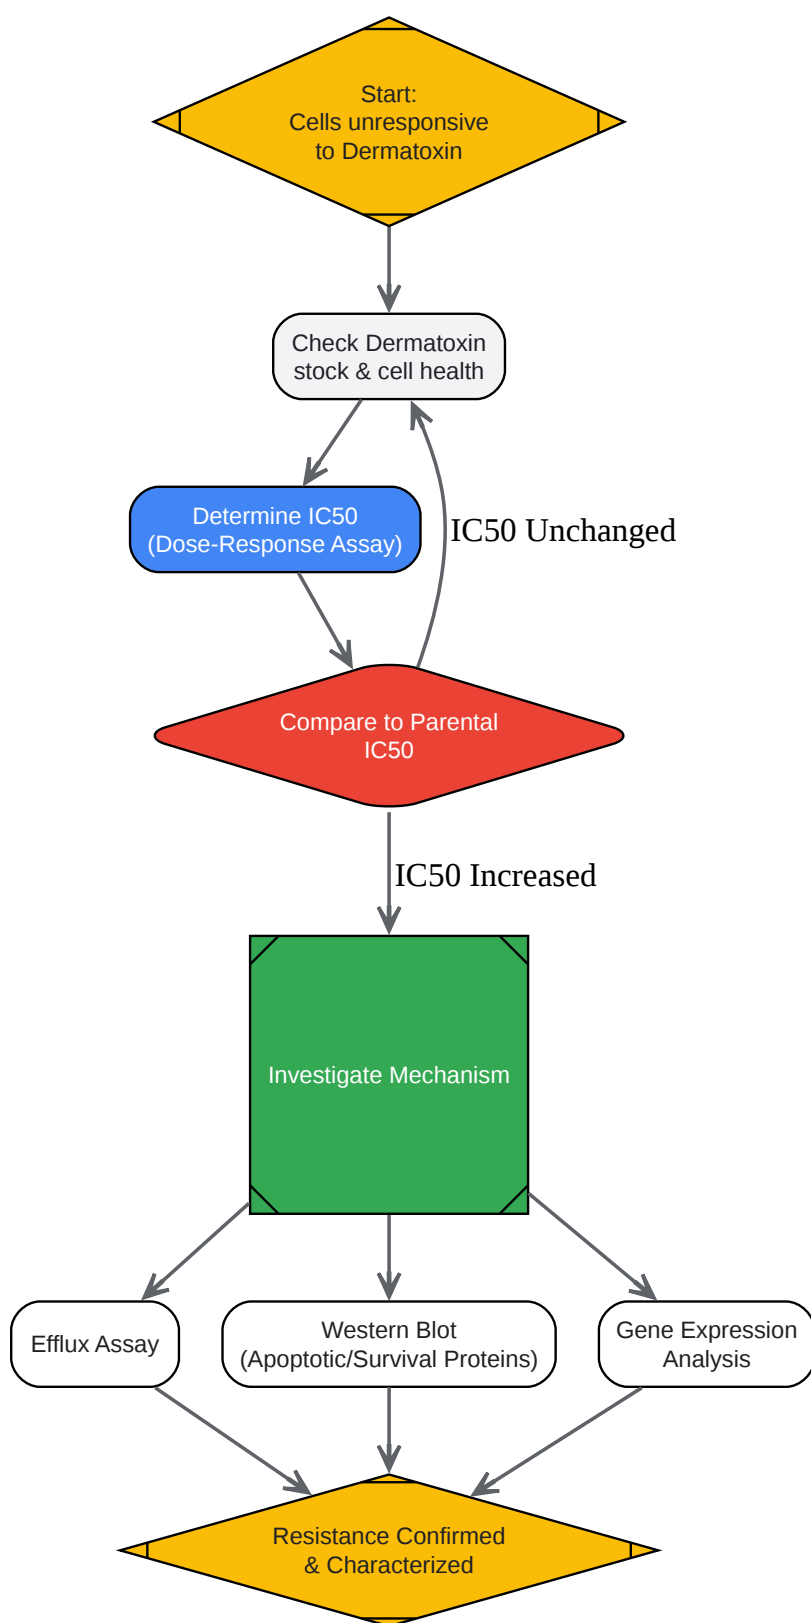 Start:
Cells unresponsive
to Dermatoxin
Check Dermatoxin
stock & cell health
Determine IC50
(Dose-Response Assay)
IC50 Unchanged
Compare to Parental
IC50
IC50 Increased
Investigate Mechanism
Efflux Assay
Western Blot
(Apoptotic/Survival Proteins)
Gene Expression
Analysis
Resistance Confirmed
& Characterized